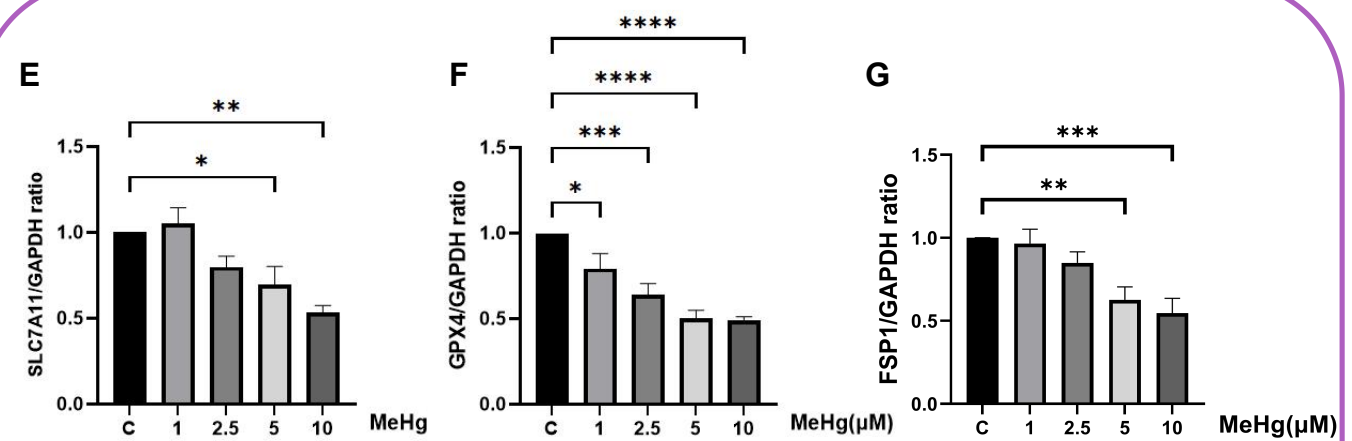 E
**
*
1.5
1.0
0.5
0.0
SLC7A11/GAPDH ratio
C 1 2.5 5 10
MeHg
F
****
****
***
*
1.5
1.0
0.5
0.0
GPX4/GAPDH ratio
C 1 2.5 5 10
MeHg(μM)
G
***
**
1.5
1.0
0.5
0.0
FSP1/GAPDH ratio
C 1 2.5 5 10
MeHg(μM)